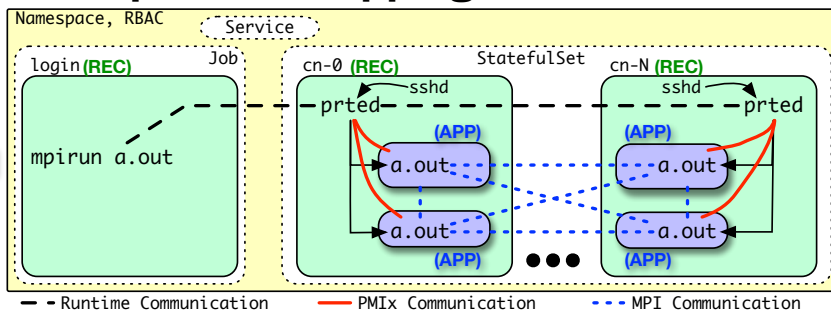 Namespace, RBAC
Service
login (REC)
Job
cn-0 (REC)
StatefulSet
cn-N (REC)
sshd
sshd
prted
prted
mpirun a.out
(APP)
(APP)
a.out
a.out
a.out
a.out
(APP)
(APP)
Runtime Communication
PMIx Communication
MPI Communication